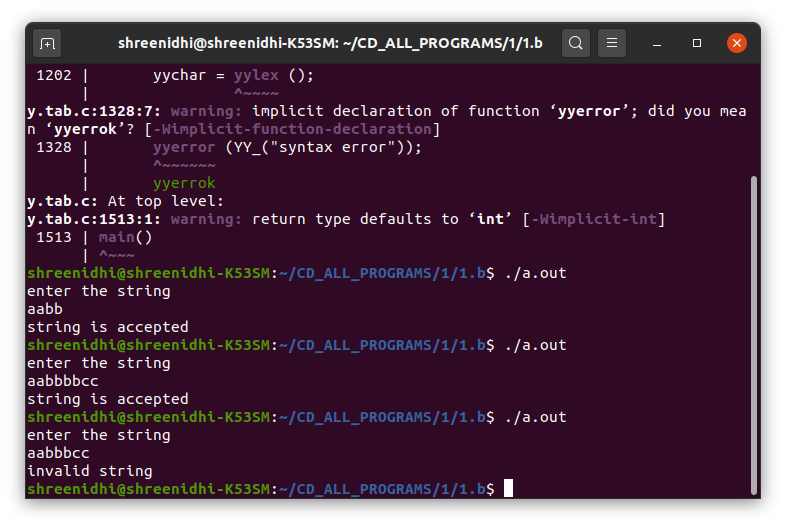 shreenidhi@shreenidhi-K53SM: ~/CD_ALL_PROGRAMS/1/1.b
 1202 |       yychar = yylex ();
      |                ^~~~~
y.tab.c:1328:7: warning: implicit declaration of function ‘yyerror’; did you mea
n ‘yyerrok’? [-Wimplicit-function-declaration]
 1328 |       yyerror (YY_("syntax error"));
      |       ^~~~~~~
      |       yyerrok
y.tab.c: At top level:
y.tab.c:1513:1: warning: return type defaults to ‘int’ [-Wimplicit-int]
 1513 | main()
      | ^~~~
shreenidhi@shreenidhi-K53SM:~/CD_ALL_PROGRAMS/1/1.b$ ./a.out
enter the string
aabb
string is accepted
shreenidhi@shreenidhi-K53SM:~/CD_ALL_PROGRAMS/1/1.b$ ./a.out
enter the string
aabbbbcc
string is accepted
shreenidhi@shreenidhi-K53SM:~/CD_ALL_PROGRAMS/1/1.b$ ./a.out
enter the string
aabbbcc
invalid string
shreenidhi@shreenidhi-K53SM:~/CD_ALL_PROGRAMS/1/1.b$